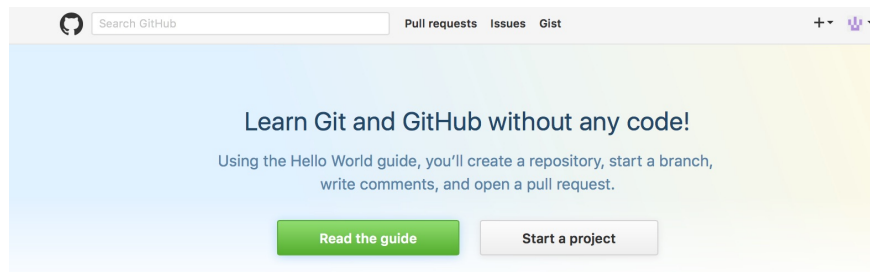 Search GitHub Pull requests Issues Gist
Learn Git and GitHub without any code!
Using the Hello World guide, you’ll create a repository, start a branch,
write comments, and open a pull request.
Read the guide Start a project